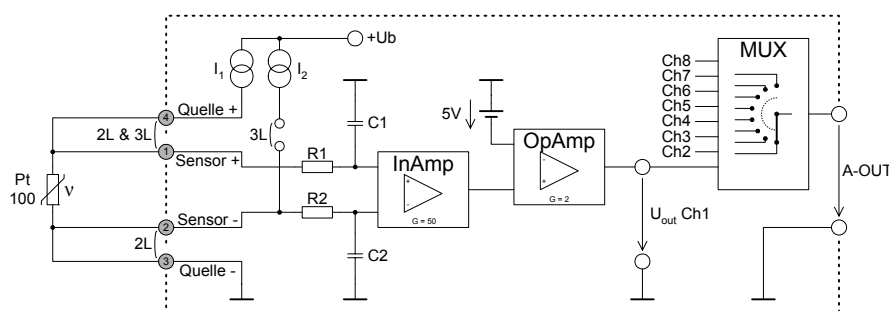 +Ub
I1
I2
MUX
Ch8
Ch7
Ch6
Ch5
Ch4
Ch3
Ch2
4
Quelle +
2L & 3L
3L
C1
5V
OpAmp
- +
G = 2
1
Sensor +
R1
InAmp
+ -
G = 50
A-OUT
Pt
100
ν
R2
Uout Ch1
2
Sensor -
2L
3
Quelle -
C2